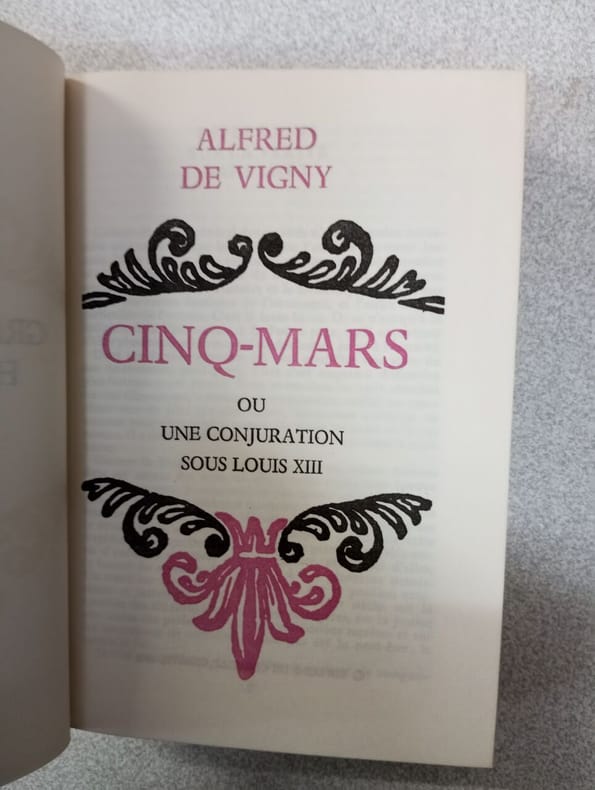 ALFRED
DE VIGNY
CINQ-MARS
OU
UNE CONJURATION
SOUS LOUIS XIII